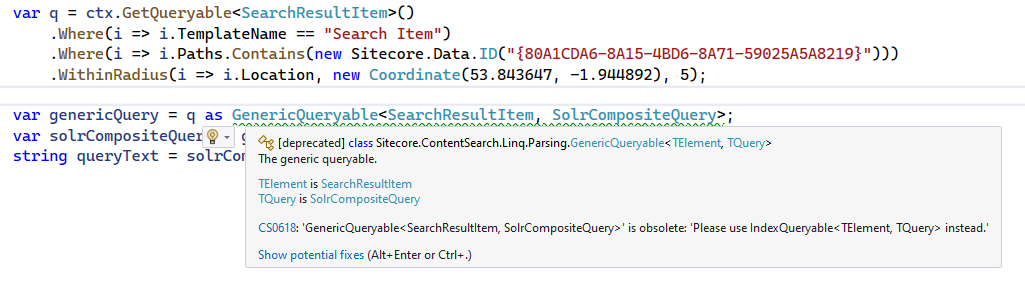 var q = ctx.GetQueryable<SearchResultItem>()
.Where(i => i.TemplateName == "Search Item")
.Where(i => i.Paths.Contains(new Sitecore.Data.ID("{80A1CDA6-8A15-4BD6-8A71-59025A5A8219}")))
.WithinRadius(i => i.Location, new Coordinate(53.843647, -1.944892), 5);
var genericQuery = q as GenericQueryable<SearchResultItem, SolrCompositeQuery>;
var solrCompositeQuer
string queryText = solrCo
[deprecated] class Sitecore.ContentSearch.Linq.Parsing.GenericQueryable<TElement, TQuery>
The generic queryable.
TElement is SearchResultItem
TQuery is SolrCompositeQuery
CS0618: 'GenericQueryable<SearchResultItem, SolrCompositeQuery>' is obsolete: 'Please use IndexQueryable<TElement, TQuery> instead.'
Show potential fixes (Alt+Enter or Ctrl+.)